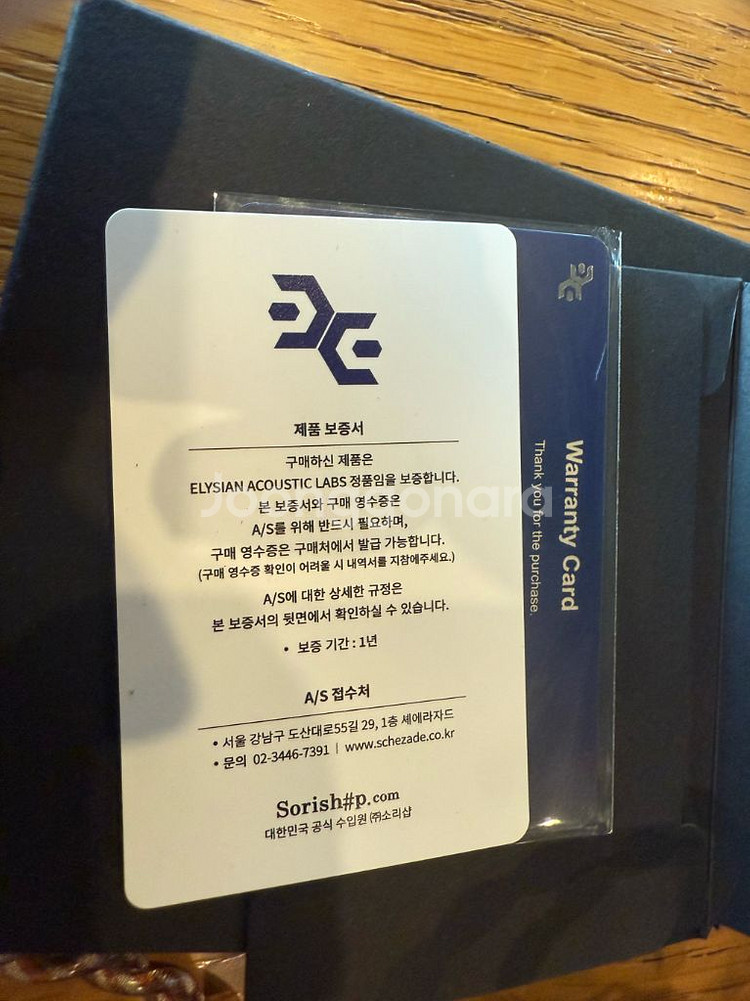 제품 보증서
구매하신 제품은
ELYSIAN ACOUSTIC LABS 정품임을 보증합니다.
본 보증서와 구매 영수증은
A/S를 위해 반드시 필요하며,
구매 영수증은 구매처에서 발급 가능합니다.
(구매 영수증 확인이 어려울 시 내역서를 지참해주세요.)
A/S에 대한 상세한 규정은
본 보증서의 뒷면에서 확인하실 수 있습니다.
• 보증 기간 : 1년
A/S 접수처
• 서울 강남구 도산대로55길 29, 1층 셰에라자드
• 문의 02-3446-7391 | www.schezade.co.kr
Sorish#p.com
대한민국 공식 수입원 ㈜소리샵
Warranty Card
Thank you for the purchase.
Joongonara